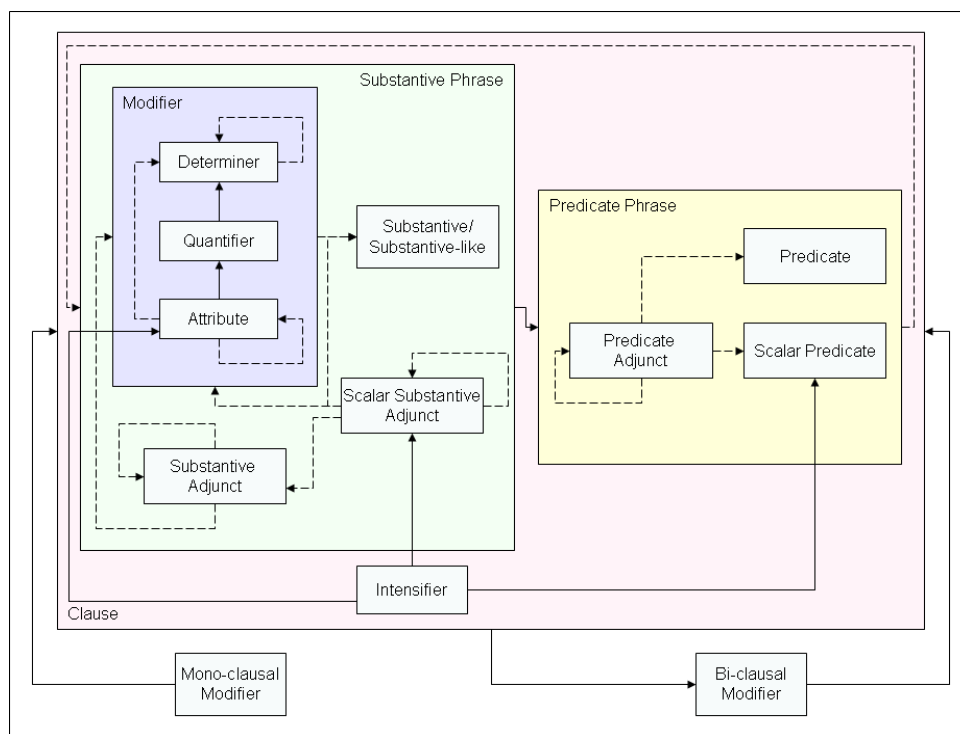 Substantive Phrase
Modifier
Determiner
Quantifier
Attribute
Substantive/
Substantive-like
Scalar Substantive
Adjunct
Substantive
Adjunct
Predicate Phrase
Predicate
Predicate
Adjunct
Scalar Predicate
Intensifier
Clause
Mono-clausal
Modifier
Bi-clausal
Modifier